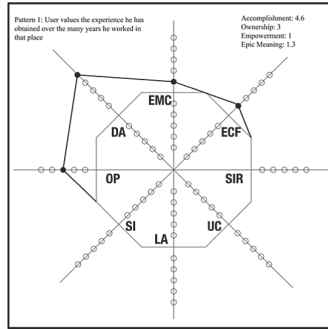 Pattern 1: User values the experience he has
obtained over the many years he worked in
that place
Accomplishment: 4.6
Ownership: 3
Empowerment: 1
Epic Meaning: 1.3
EMC
DA
ECF
OP
SIR
SI
UC
LA